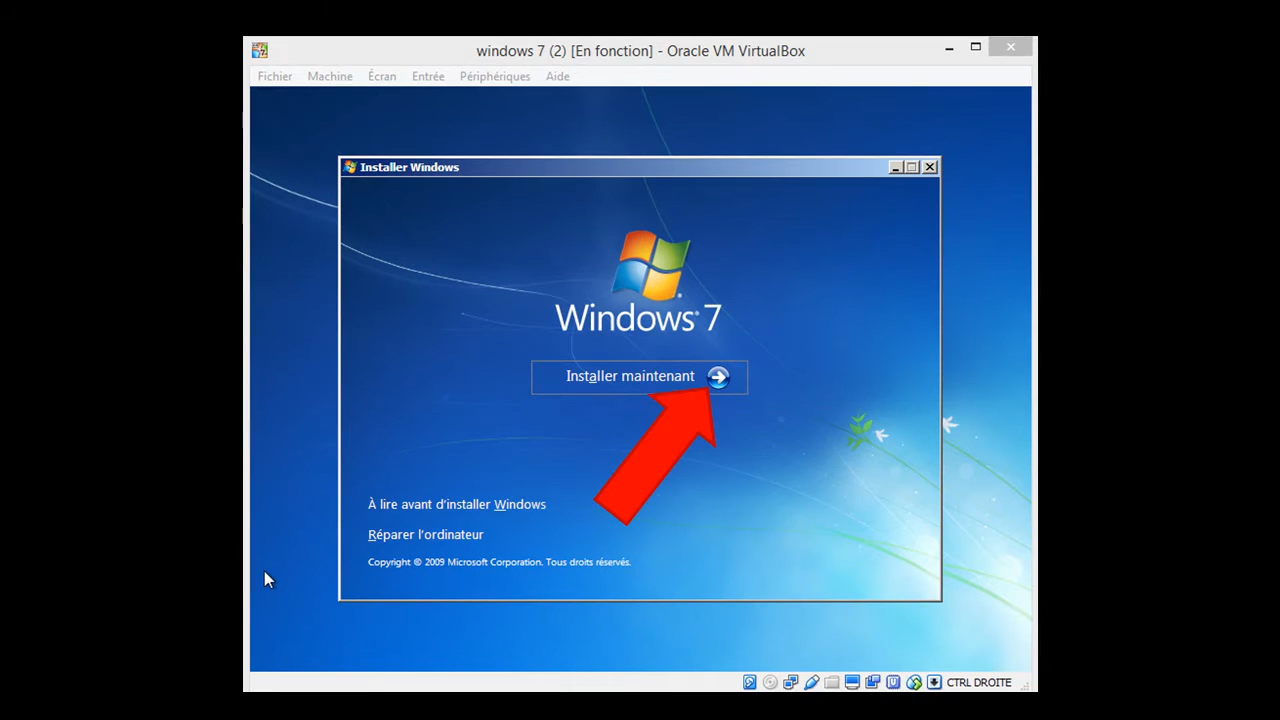 windows 7 (2) [En fonction] - Oracle VM VirtualBox
Fichier Machine Écran Entrée Périphériques Aide
Installer Windows
Windows 7
Installer maintenant
À lire avant d'installer Windows
Réparer l'ordinateur
Copyright © 2009 Microsoft Corporation. Tous droits réservés.
CTRL DROITE